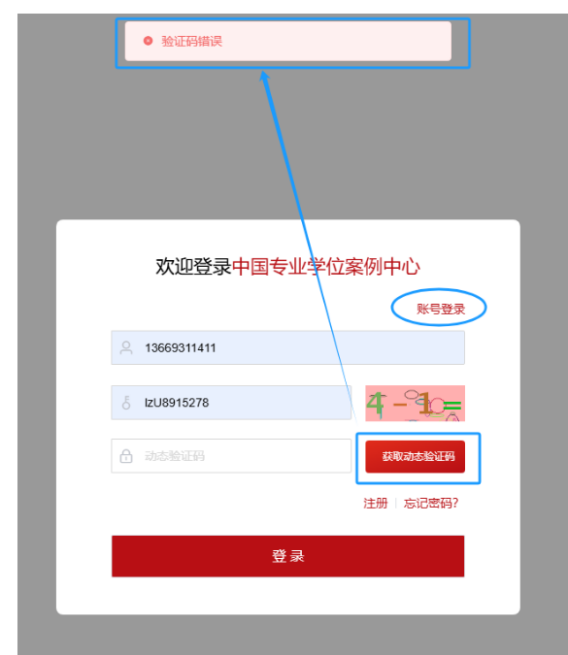 验证码错误
欢迎登录中国专业学位案例中心
账号登录
13669311411
lzU8915278
4-1=
动态验证码
获取动态验证码
注册 | 忘记密码?
登录